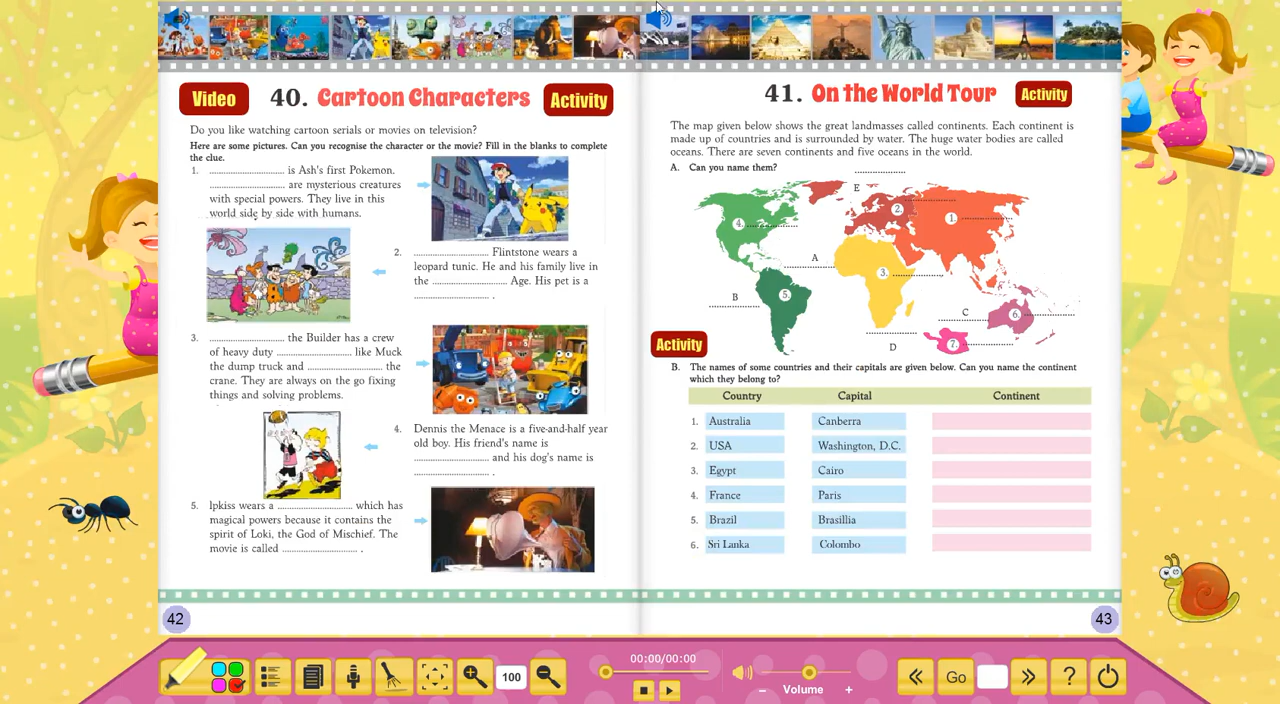 Video
40. Cartoon Characters
Activity
Do you like watching cartoon serials or movies on television?
Here are some pictures. Can you recognise the character or the movie? Fill in the blanks to complete
the clue.
1. ............................ is Ash's first Pokemon.
............................ are mysterious creatures
with special powers. They live in this
world side by side with humans.
2. ............................ Flintstone wears a
leopard tunic. He and his family live in
the ............................ Age. His pet is a
............................ .
3. ............................ the Builder has a crew
of heavy duty ............................ like Muck
the dump truck and ............................ the
crane. They are always on the go fixing
things and solving problems.
4. Dennis the Menace is a five-and-half year
old boy. His friend's name is
............................ and his dog's name is
............................ .
5. Ipkiss wears a ............................ which has
magical powers because it contains the
spirit of Loki, the God of Mischief. The
movie is called ............................ .
42
41. On the World Tour
Activity
The map given below shows the great landmasses called continents. Each continent is
made up of countries and is surrounded by water. The huge water bodies are called
oceans. There are seven continents and five oceans in the world.
A. Can you name them?
E
2.
1.
4.
A
3.
B
5.
C
6.
D
7.
Activity
B. The names of some countries and their capitals are given below. Can you name the continent
which they belong to?
Country Capital Continent
1. Australia Canberra
2. USA Washington, D.C.
3. Egypt Cairo
4. France Paris
5. Brazil Brasillia
6. Sri Lanka Colombo
43
100
00:00/00:00
– Volume +
Go
?